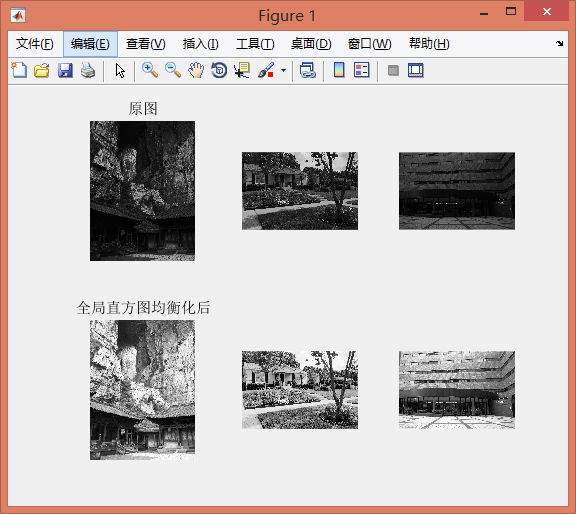 Figure 1
文件(F) 编辑(E) 查看(V) 插入(I) 工具(T) 桌面(D) 窗口(W) 帮助(H)
原图
全局直方图均衡化后